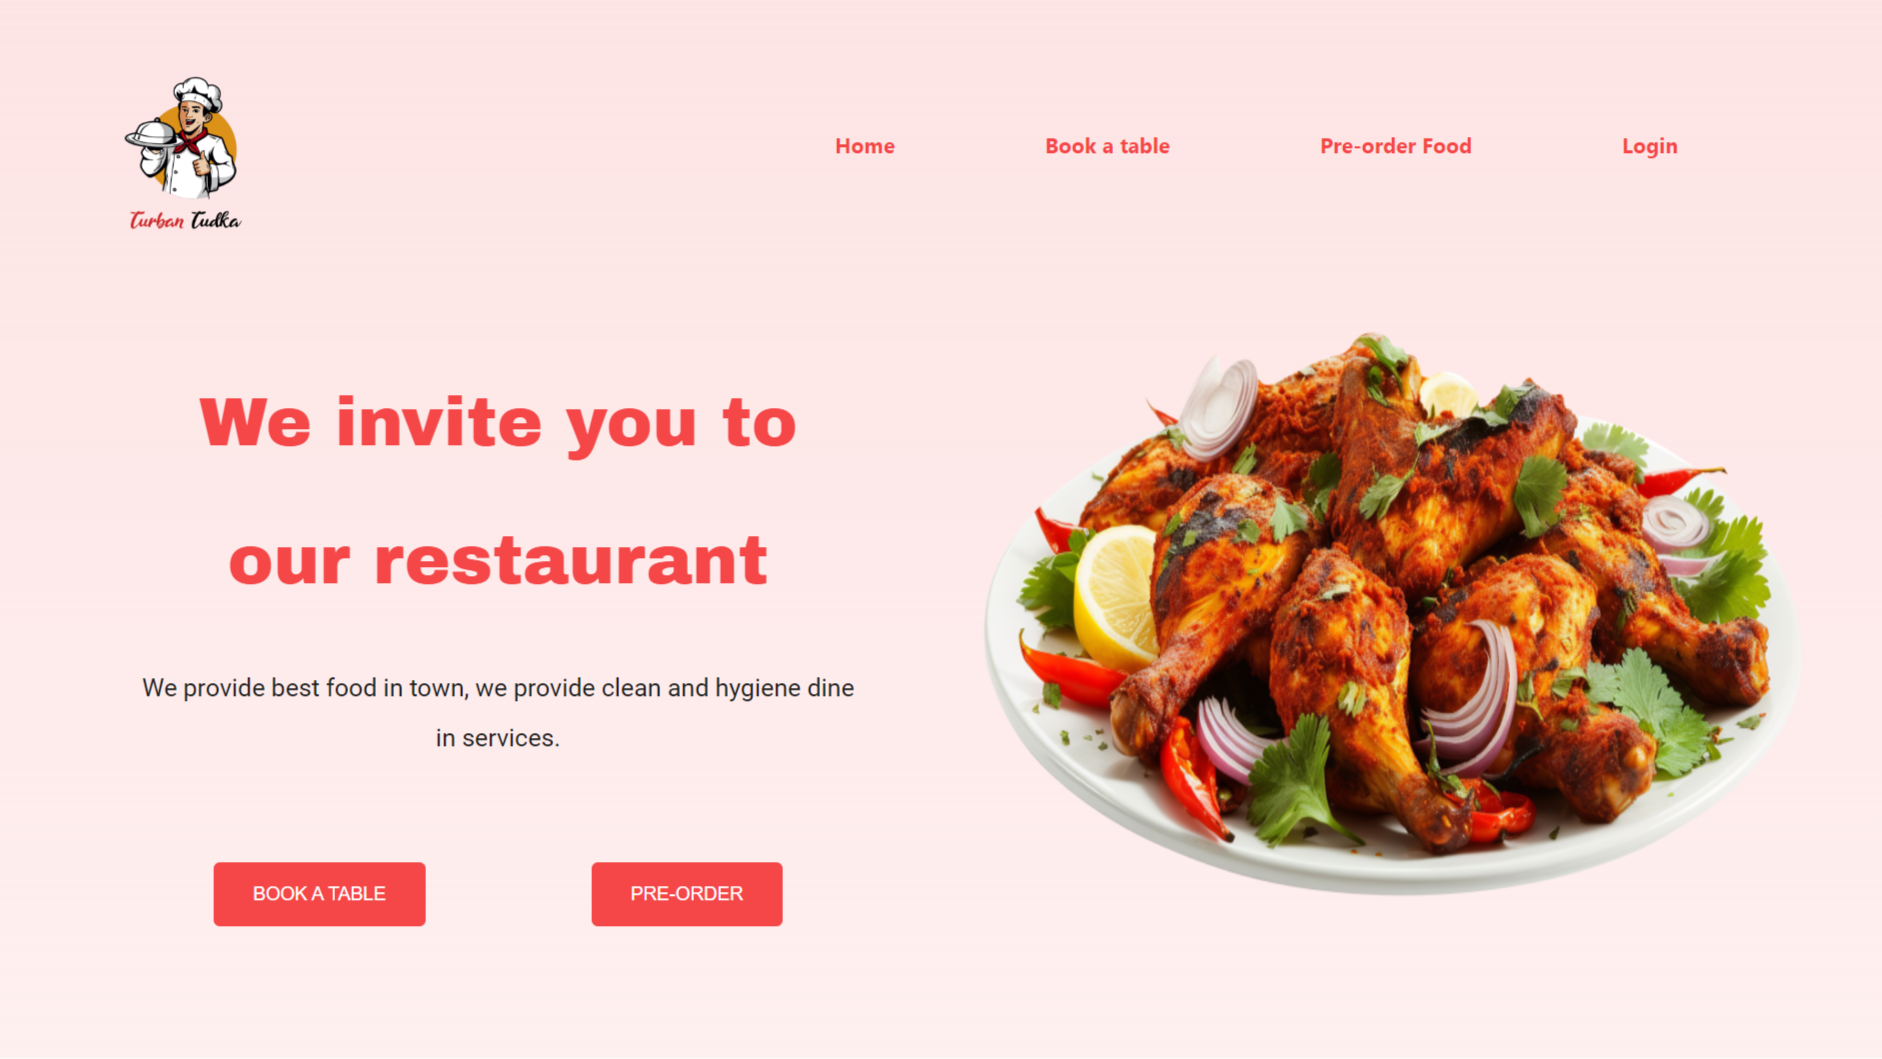 Turban Tudka
Home
Book a table
Pre-order Food
Login
We invite you to
our restaurant
We provide best food in town, we provide clean and hygiene dine
in services.
BOOK A TABLE
PRE-ORDER